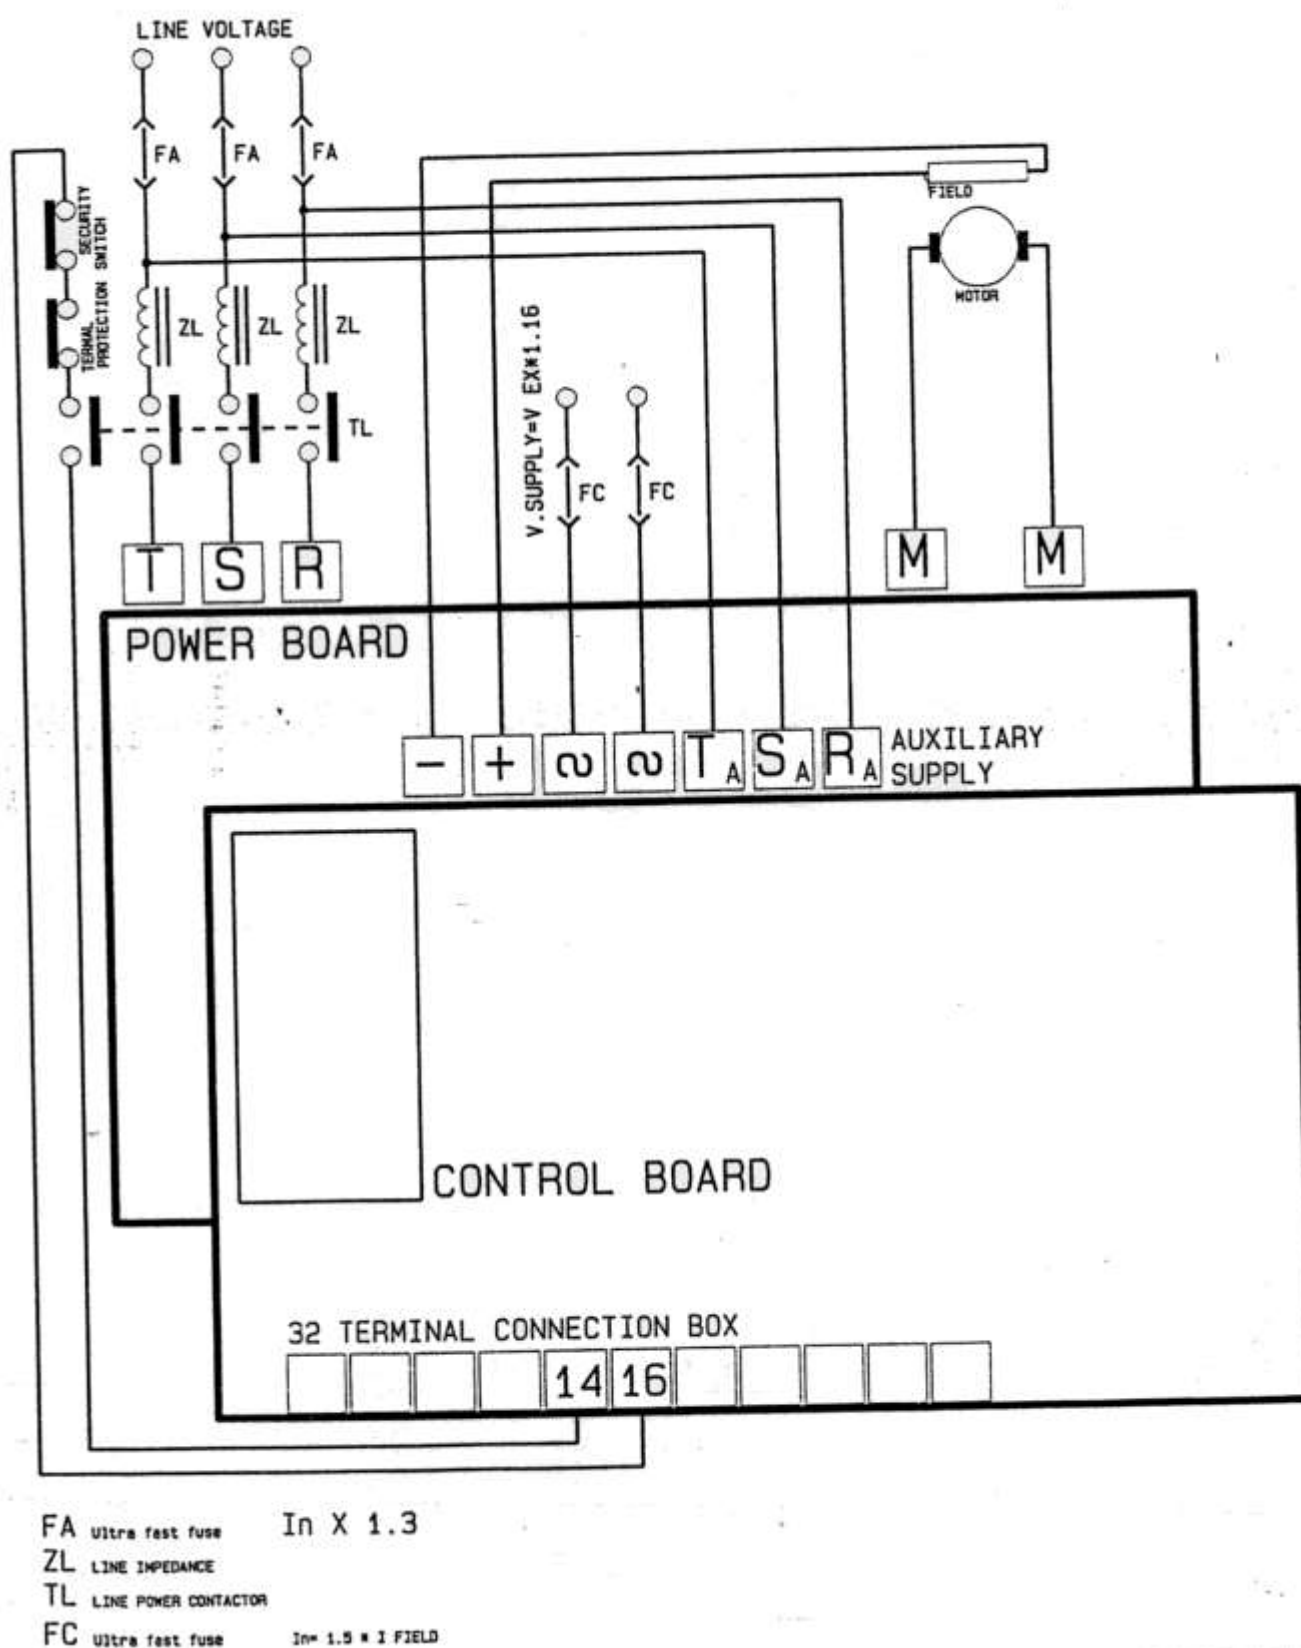 LINE VOLTAGE
FA
FA
FA
SECURITY
SWITCH
TERMAL
PROTECTION
ZL
ZL
ZL
TL
FIELD
MOTOR
V.SUPPLY=V EX*1.16
FC
FC
T
S
R
M
M
POWER BOARD
-
+
~
~
TA
SA
RA
AUXILIARY
SUPPLY
CONTROL BOARD
32 TERMINAL CONNECTION BOX
14
16
FA Ultra fast fuse In X 1.3
ZL LINE IMPEDANCE
TL LINE POWER CONTACTOR
FC Ultra fast fuse In= 1.5 * I FIELD